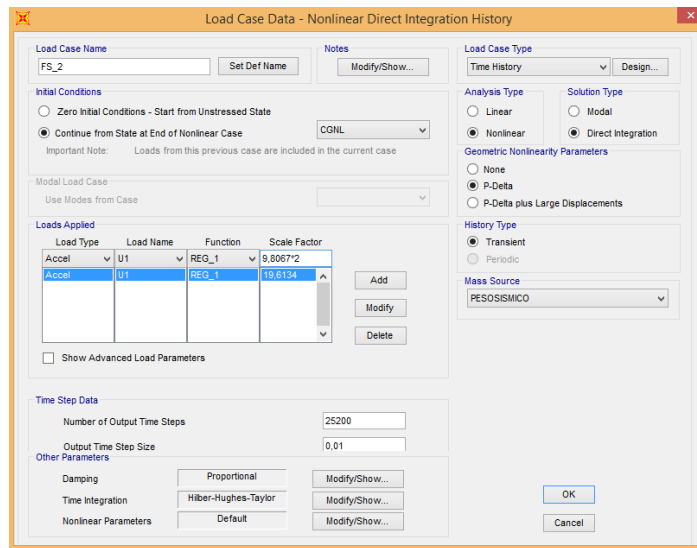 Load Case Data - Nonlinear Direct Integration History
Load Case Name
FS_2
Set Def Name
Notes
Modify/Show...
Load Case Type
Time History
Design...
Initial Conditions
Zero Initial Conditions - Start from Unstressed State
Continue from State at End of Nonlinear Case
CGNL
Important Note: Loads from this previous case are included in the current case
Analysis Type
Linear
Nonlinear
Solution Type
Modal
Direct Integration
Geometric Nonlinearity Parameters
None
P-Delta
P-Delta plus Large Displacements
Modal Load Case
Use Modes from Case
History Type
Transient
Periodic
Loads Applied
Load Type Load Name Function Scale Factor
Accel U1 REG_1 9,8067*2
Accel U1 REG_1 19,6134
Add
Modify
Delete
Show Advanced Load Parameters
Mass Source
PESOSISMICO
Time Step Data
Number of Output Time Steps 25200
Output Time Step Size 0,01
Other Parameters
Damping Proportional Modify/Show...
Time Integration Hilber-Hughes-Taylor Modify/Show...
Nonlinear Parameters Default Modify/Show...
OK
Cancel